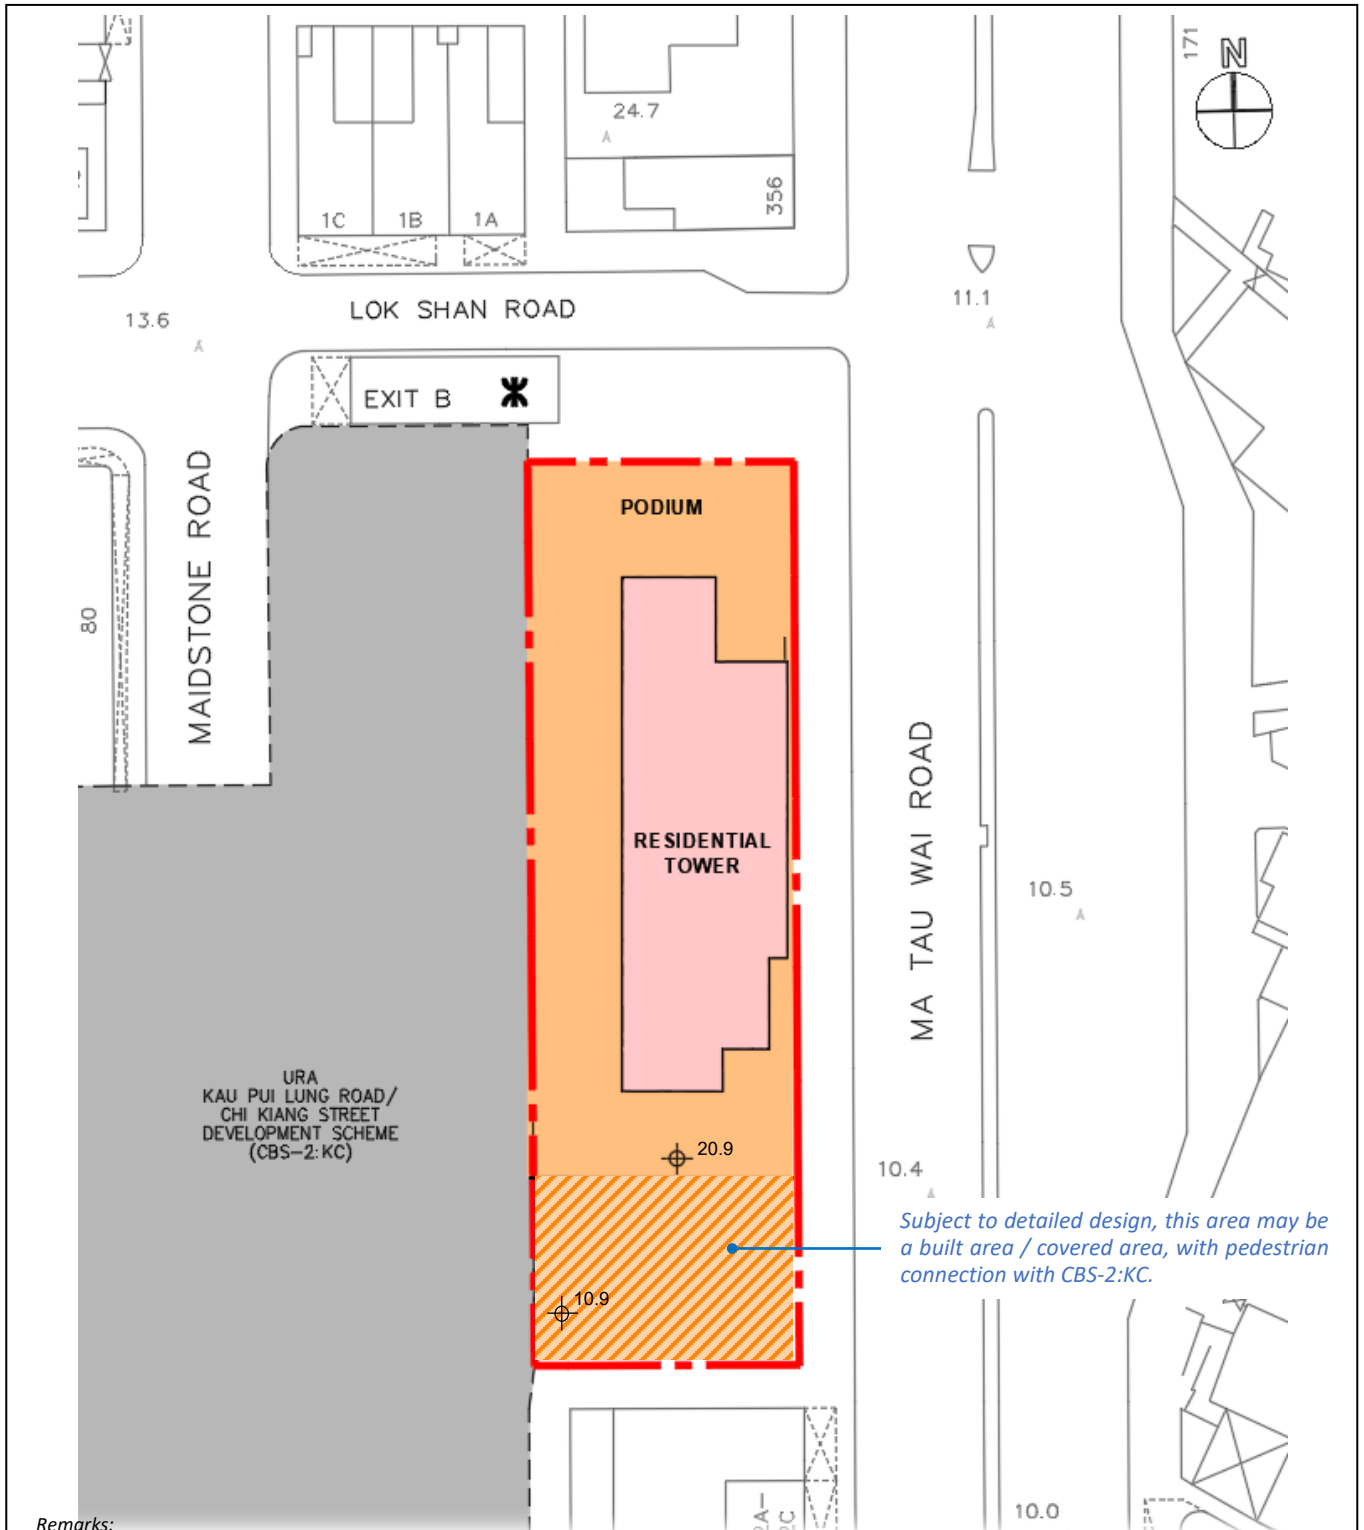 171
N
24.7
356
1C 1B 1A
LOK SHAN ROAD
13.6
11.1
EXIT B
MAIDSTONE ROAD
80
PODIUM
RESIDENTIAL
TOWER
MA TAU WAI ROAD
10.5
URA
KAU PUI LUNG ROAD/
CHI KIANG STREET
DEVELOPMENT SCHEME
(CBS-2:KC)
20.9
10.4
Subject to detailed design, this area may be
a built area / covered area, with pedestrian
connection with CBS-2:KC.
10.9
10.0
Remarks: